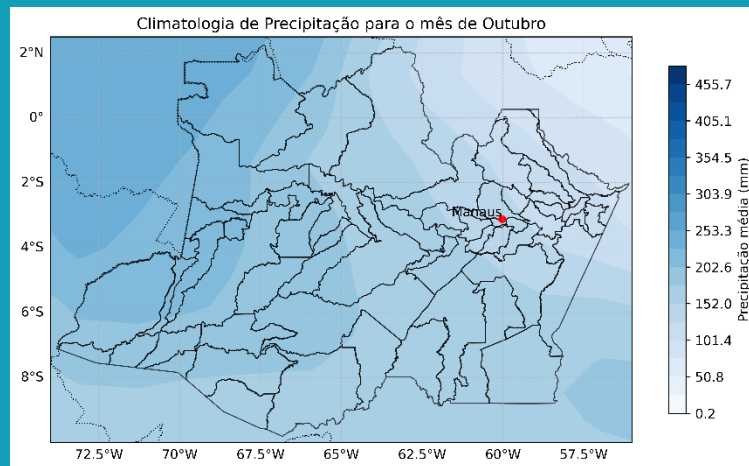 Climatologia de Precipitação para o mês de Outubro
2°N
0°
2°S
4°S
6°S
8°S
Manaus
72.5°W 70°W 67.5°W 65°W 62.5°W 60°W 57.5°W
455.7
405.1
354.5
303.9
253.3
202.6
152.0
101.4
50.8
0.2
Precipitação média (mm)